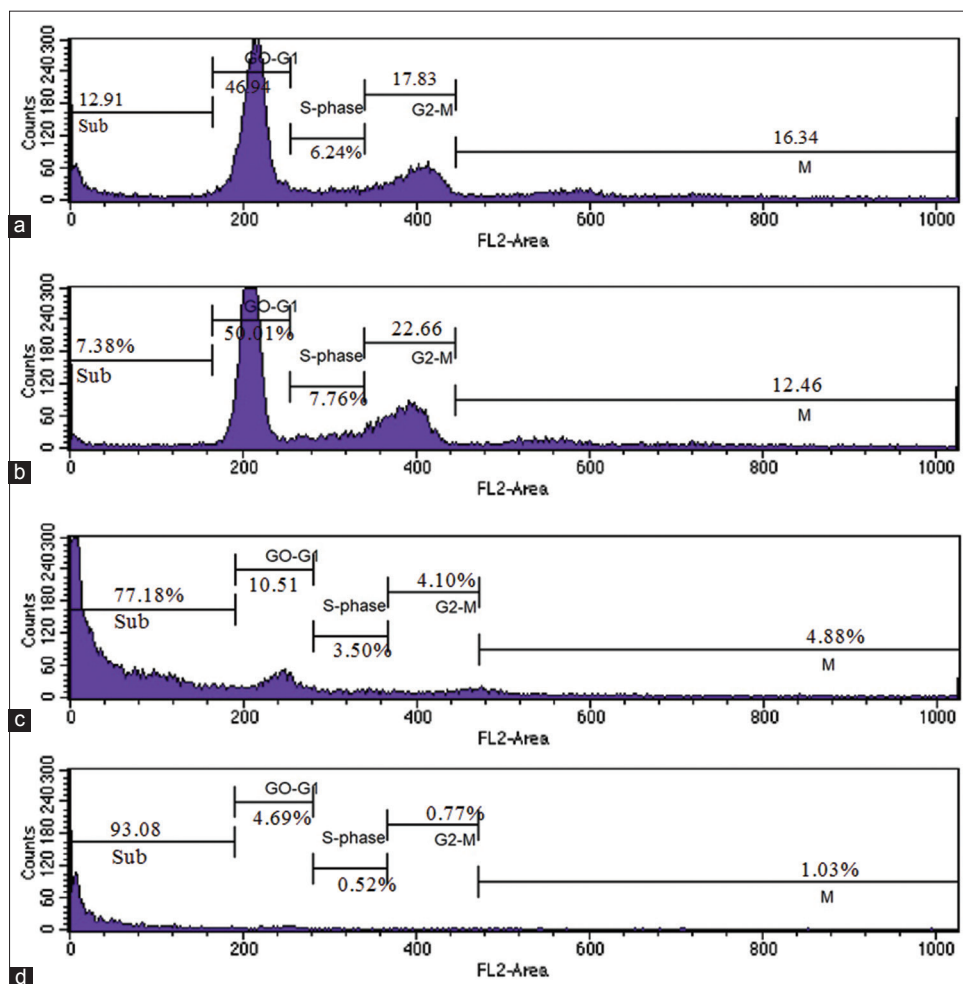 300
240
180
120
60
0
Counts
GO-G1
46.94
17.83
12.91
Sub
S-phase
G2-M
6.24%
16.34
M
0 200 400 600 800 1000
FL2-Area
a
300
240
180
120
60
0
Counts
GO-G1
50.01%
22.66
7.38%
Sub
S-phase
G2-M
7.76%
12.46
M
0 200 400 600 800 1000
FL2-Area
b
300
240
180
120
60
0
Counts
GO-G1
10.51
4.10%
77.18%
Sub
S-phase
G2-M
3.50%
4.88%
M
0 200 400 600 800 1000
FL2-Area
c
300
240
180
120
60
0
Counts
GO-G1
4.69%
0.77%
93.08
Sub
S-phase
G2-M
0.52%
1.03%
M
0 200 400 600 800 1000
FL2-Area
d